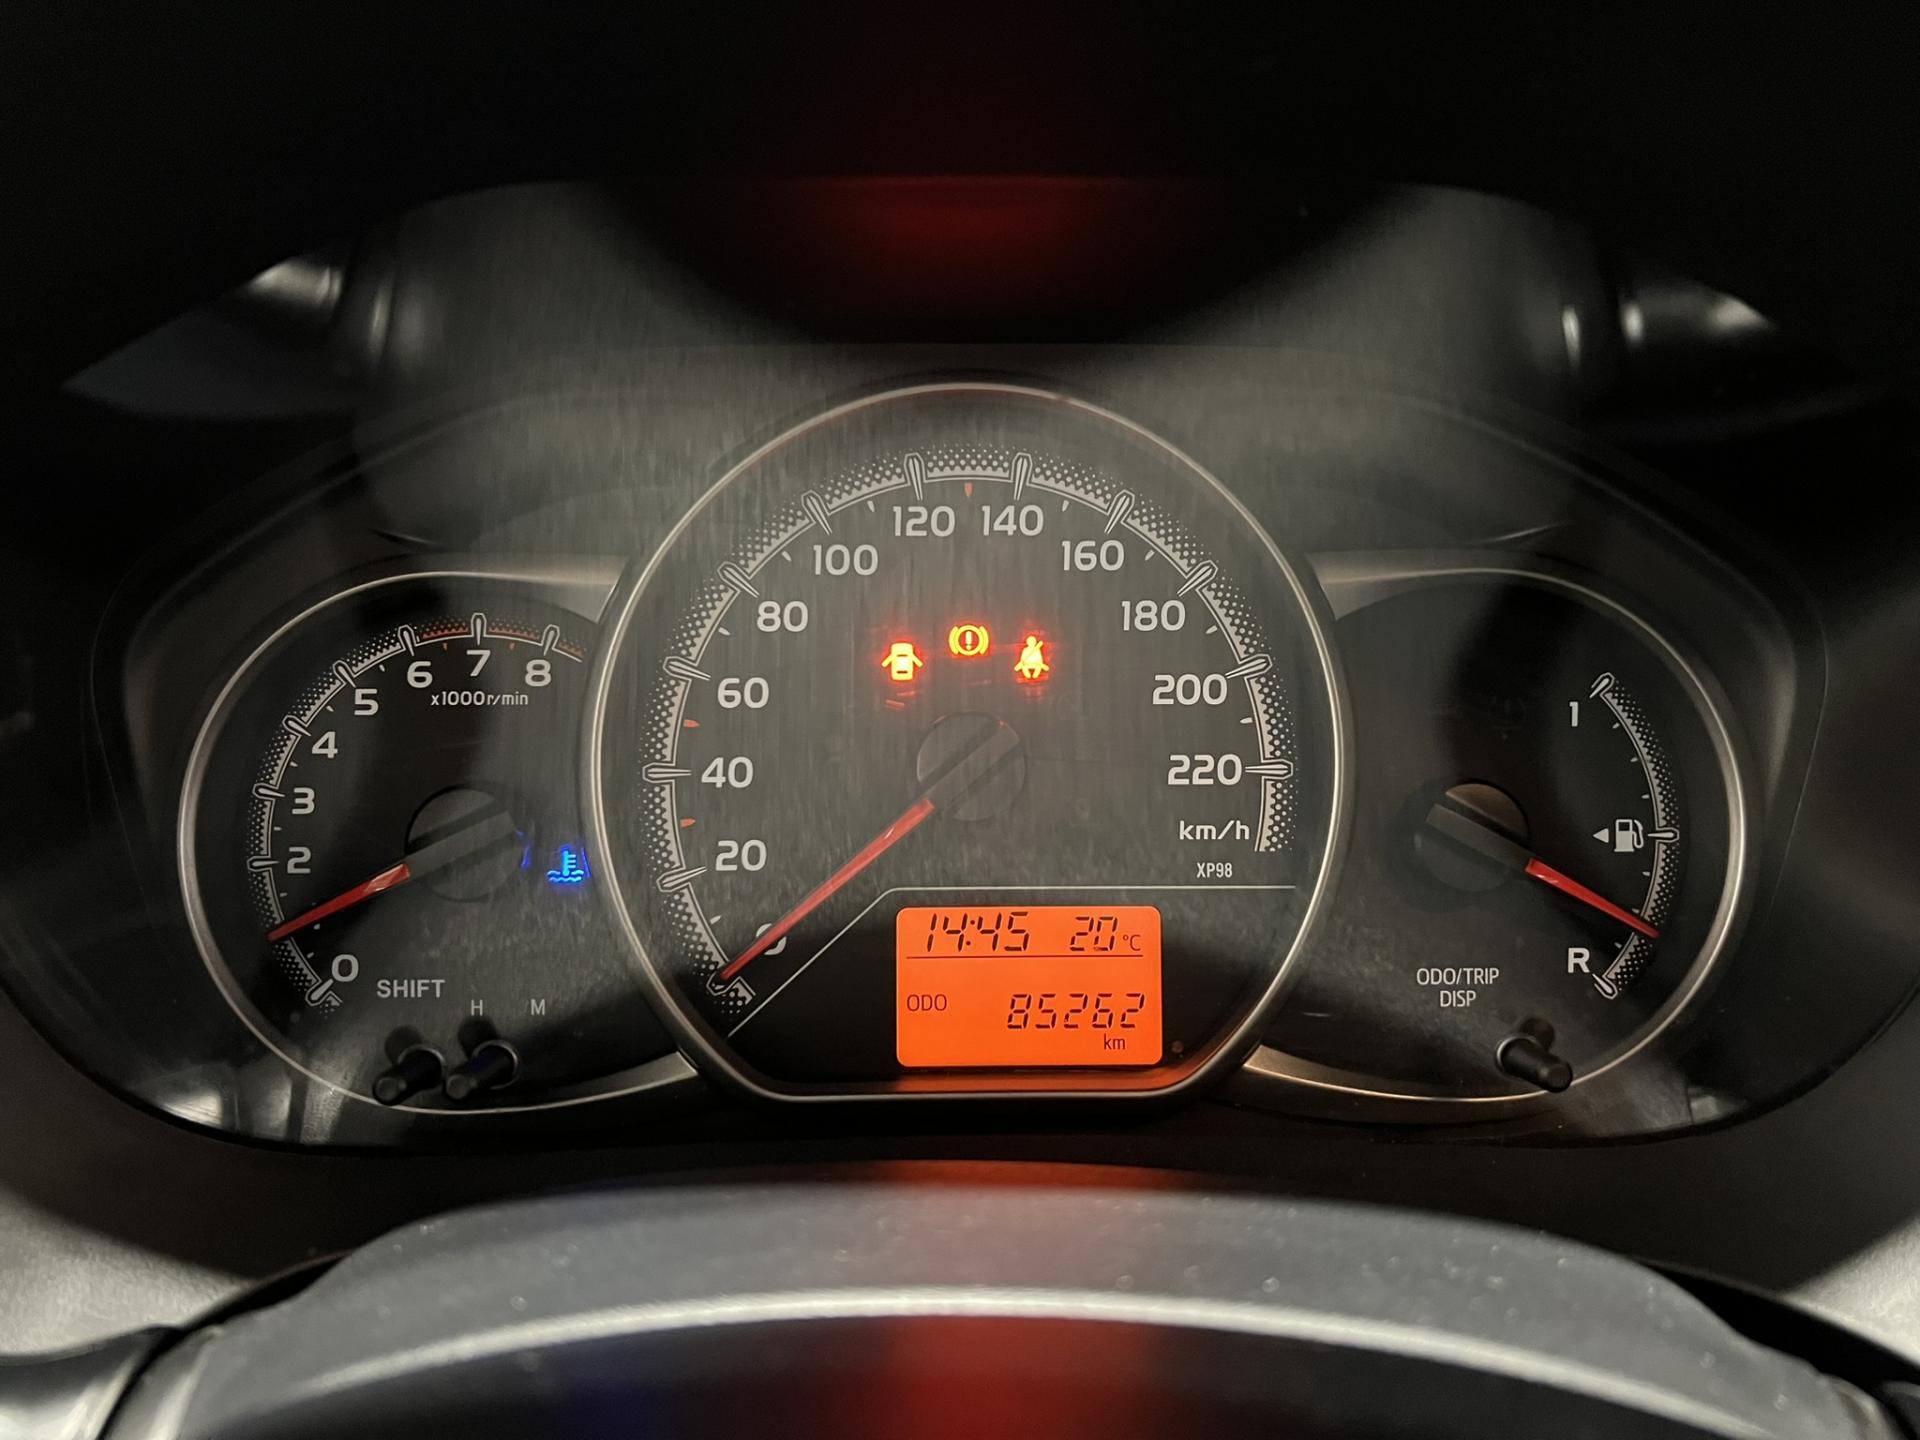 120 140
100 160
80 180
60 200
40 220
20 km/h
0
XP98
6 7 8
5
x1000r/min
4
3
2
0
SHIFT
H M
14:45 20°C
ODO 85262
km
1
R
ODO/TRIP
DISP